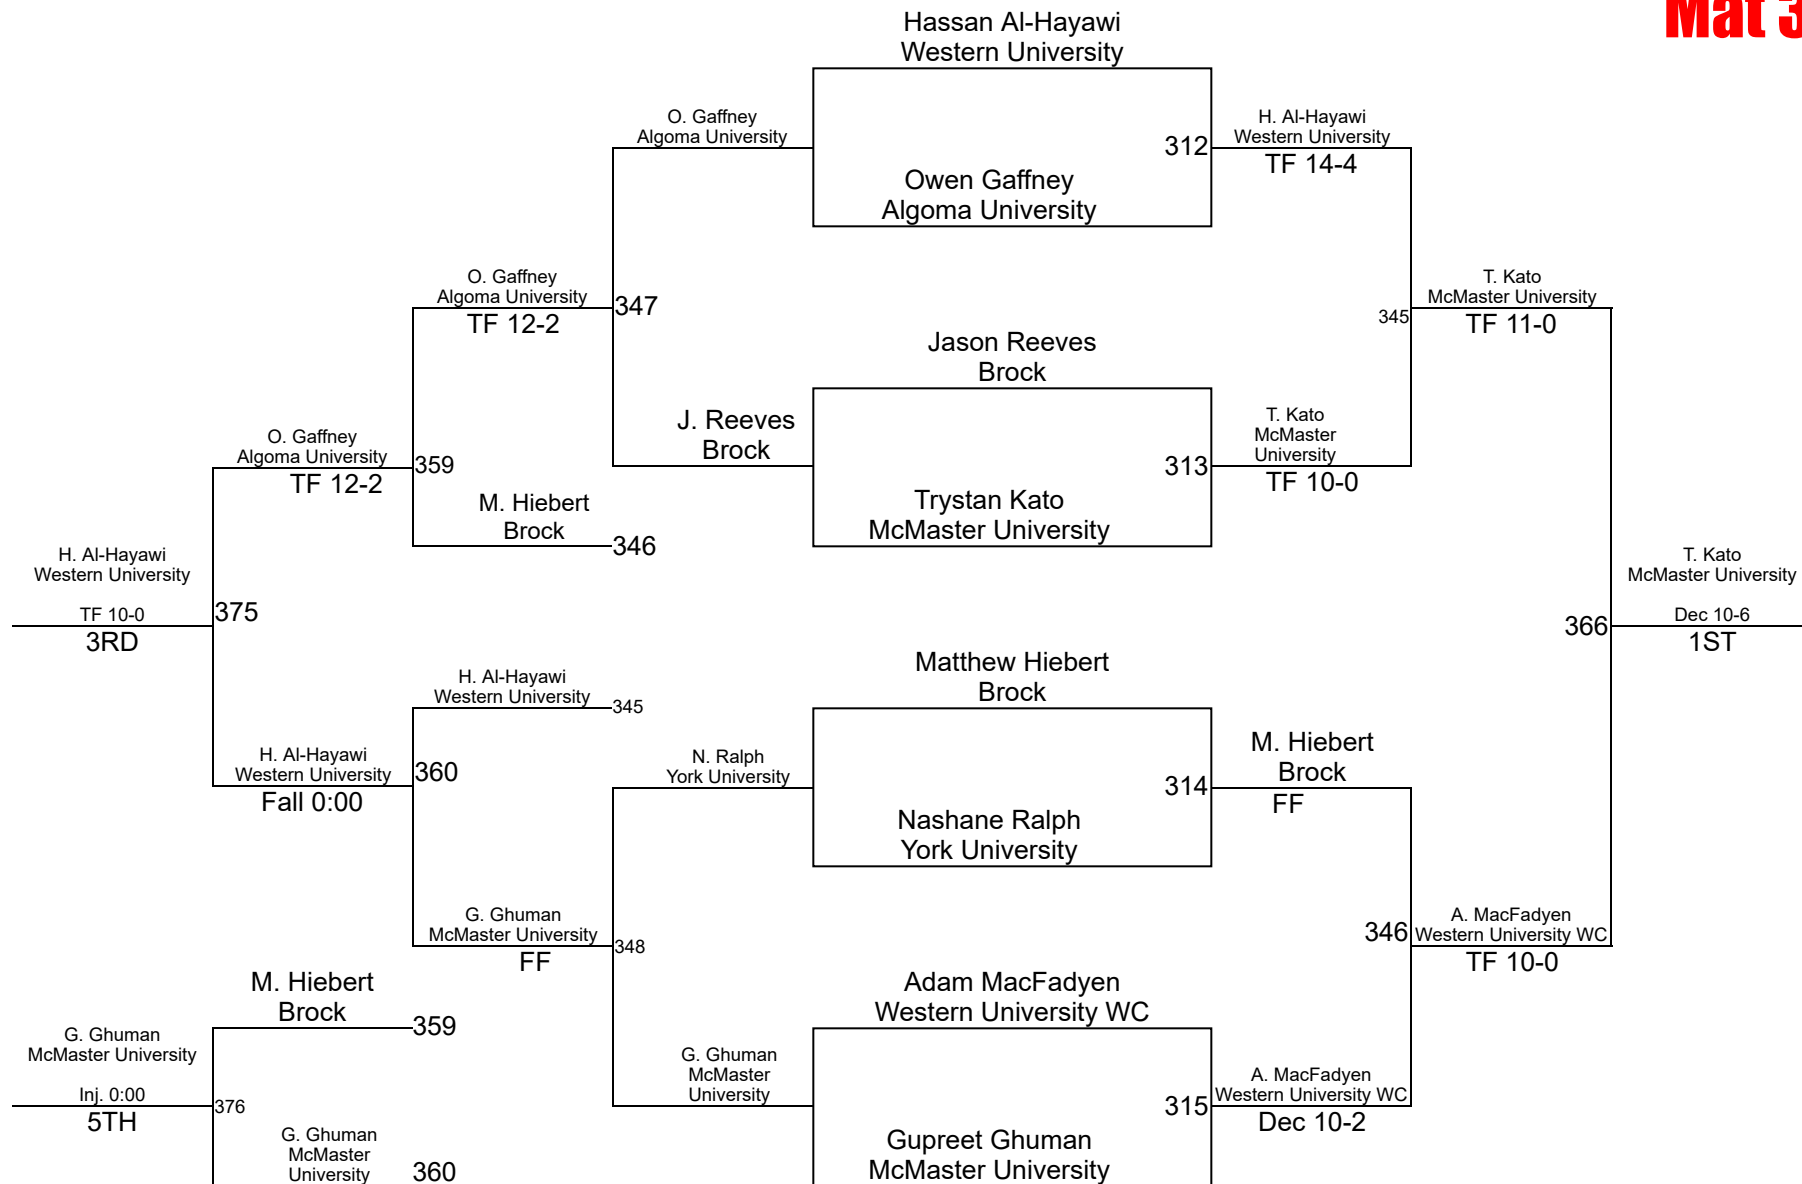 Mat 3
Hassan Al-Hayawi
Western University
O. Gaffney
Algoma University
312
H. Al-Hayawi
Western University
TF 14-4
Owen Gaffney
Algoma University
O. Gaffney
Algoma University
TF 12-2
347
T. Kato
McMaster University
TF 11-0
345
Jason Reeves
Brock
J. Reeves
Brock
313
T. Kato
McMaster
University
TF 10-0
O. Gaffney
Algoma University
TF 12-2
359
M. Hiebert
Brock
346
Trystan Kato
McMaster University
H. Al-Hayawi
Western University
TF 10-0
3RD
375
T. Kato
McMaster University
Dec 10-6
1ST
366
H. Al-Hayawi
Western University
345
Matthew Hiebert
Brock
H. Al-Hayawi
Western University
Fall 0:00
360
N. Ralph
York University
314
M. Hiebert
Brock
FF
Nashane Ralph
York University
G. Ghuman
McMaster University
FF
348
346
A. MacFadyen
Western University WC
TF 10-0
M. Hiebert
Brock
359
Adam MacFadyen
Western University WC
G. Ghuman
McMaster University
Inj. 0:00
5TH
376
G. Ghuman
McMaster
University
315
A. MacFadyen
Western University WC
Dec 10-2
G. Ghuman
McMaster
University
360
Gupreet Ghuman
McMaster University